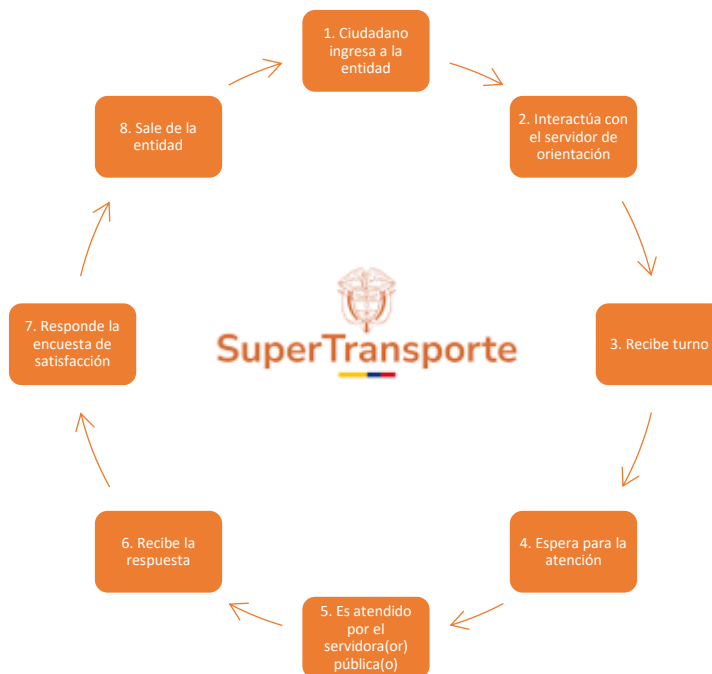 1. Ciudadano
ingresa a la
entidad
2. Interactúa con
el servidor de
orientación
3. Recibe turno
4. Espera para la
atención
5. Es atendido
por el
servidora(or)
pública(o)
6. Recibe la
respuesta
7. Responde la
encuesta de
satisfacción
8. Sale de la
entidad
SuperTransporte